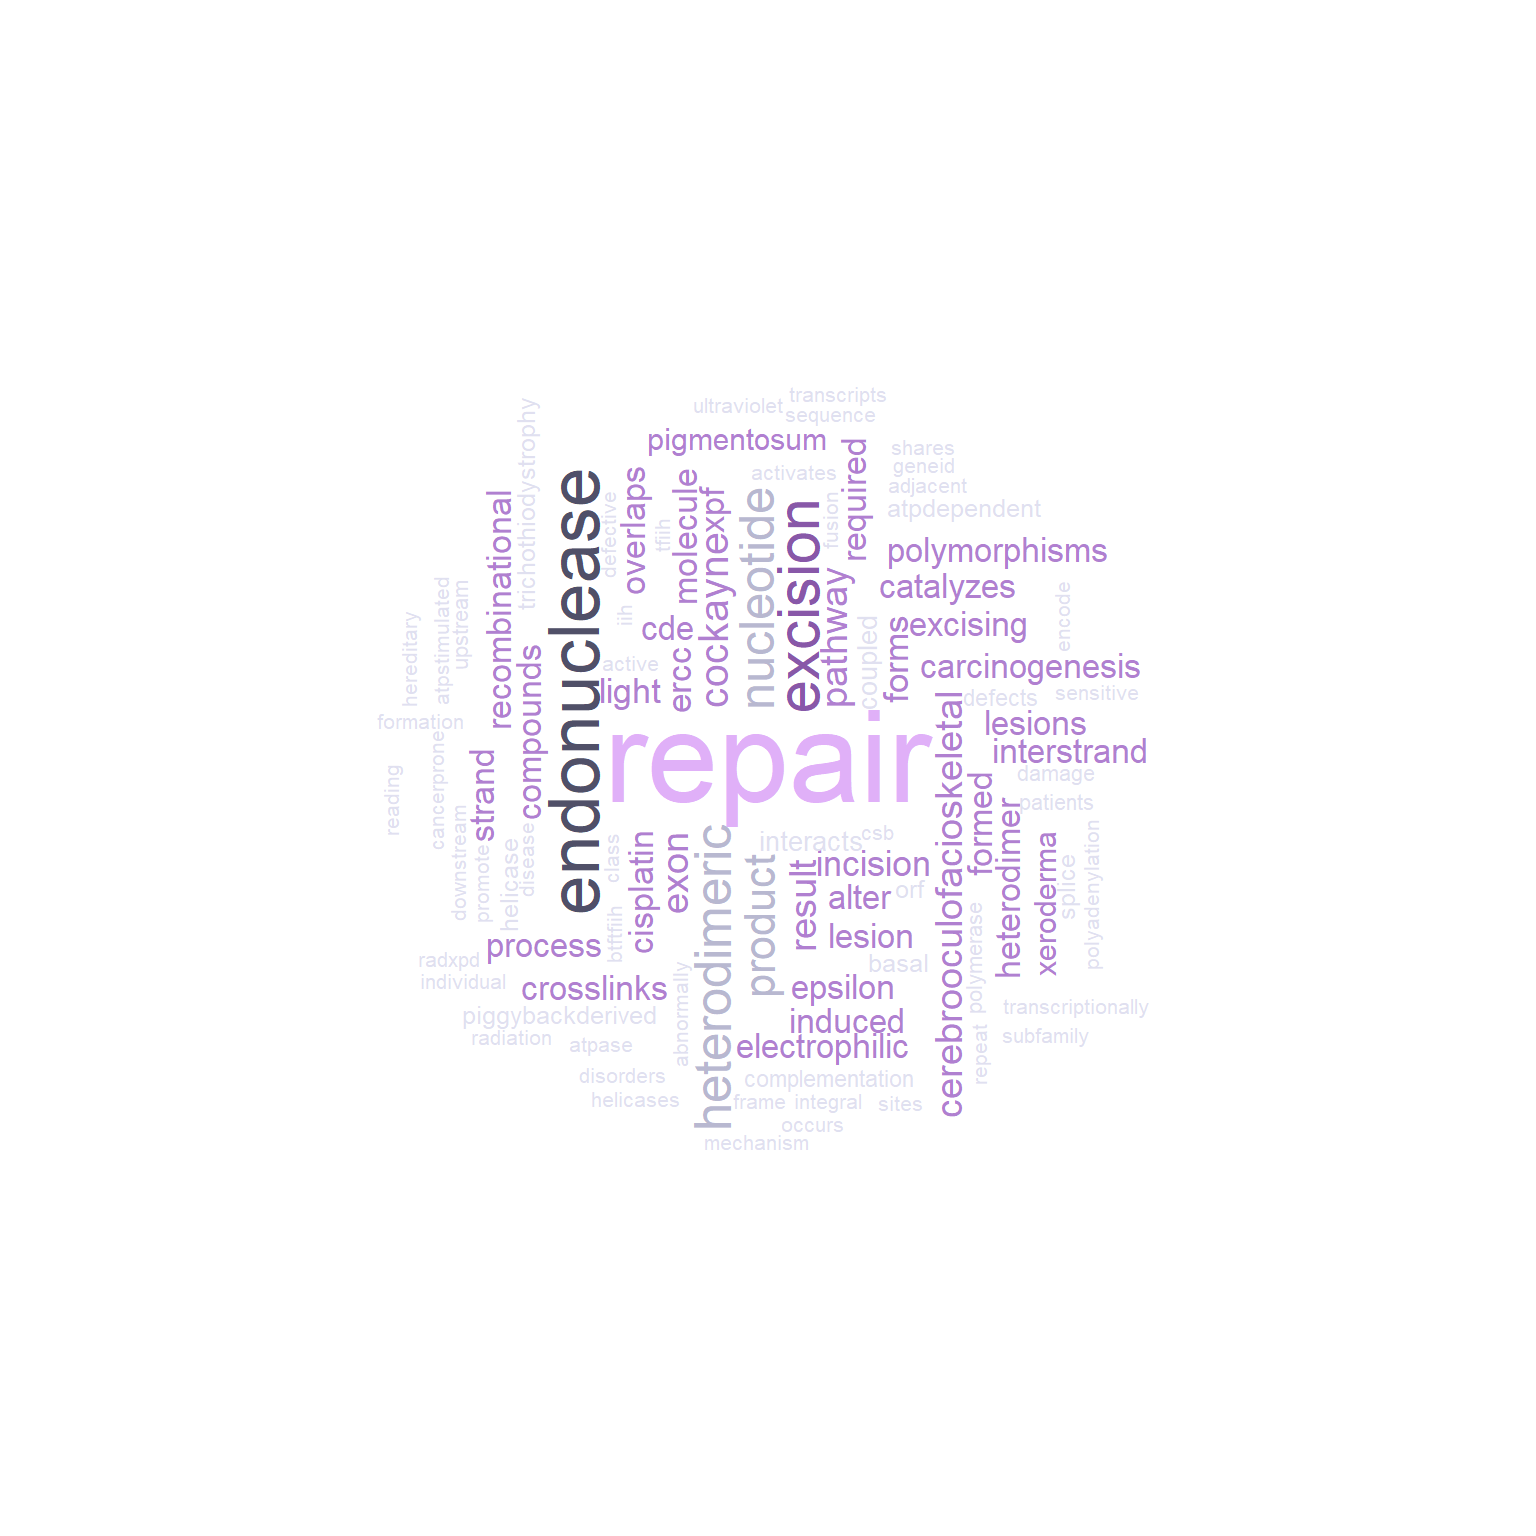 transcripts
ultraviolet
sequence
pigmentosum
required
shares
geneid
activates
adjacent
atpdependent
trichothiodystrophy
endonuclease
recombinational
defective
overlaps
tfiih
molecule
xpf
cockayne
nucleotide
excision
fusion
polymorphisms
catalyzes
hereditary
atpstimulated
upstream
iih
cde
pathway
coupled
forms
excising
encode
compounds
active
light
ercc
carcinogenesis
defects
sensitive
formation
repair
lesions
interstrand
cerebrooculofacioskeletal
reading
cancerprone
strand
damage
formed
patients
downstream
promote
helicase
disease
class
cisplatin
exon
heterodimeric
product
interacts
csb
result
incision
alter
orf
heterodimer
xeroderma
splice
polyadenylation
lesion
process
btftfiih
basal
polymerase
radxpd
individual
crosslinks
abnormally
epsilon
transcriptionally
piggybackderived
induced
radiation
atpase
electrophilic
repeat
subfamily
disorders
complementation
helicases
frame
integral
sites
occurs
mechanism